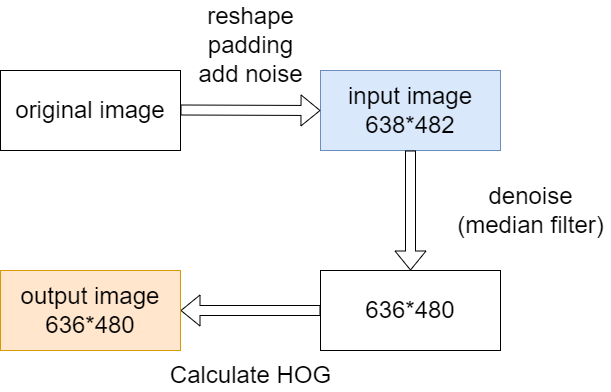 reshape
padding
add noise
original image
input image
638*482
denoise
(median filter)
636*480
output image
636*480
Calculate HOG